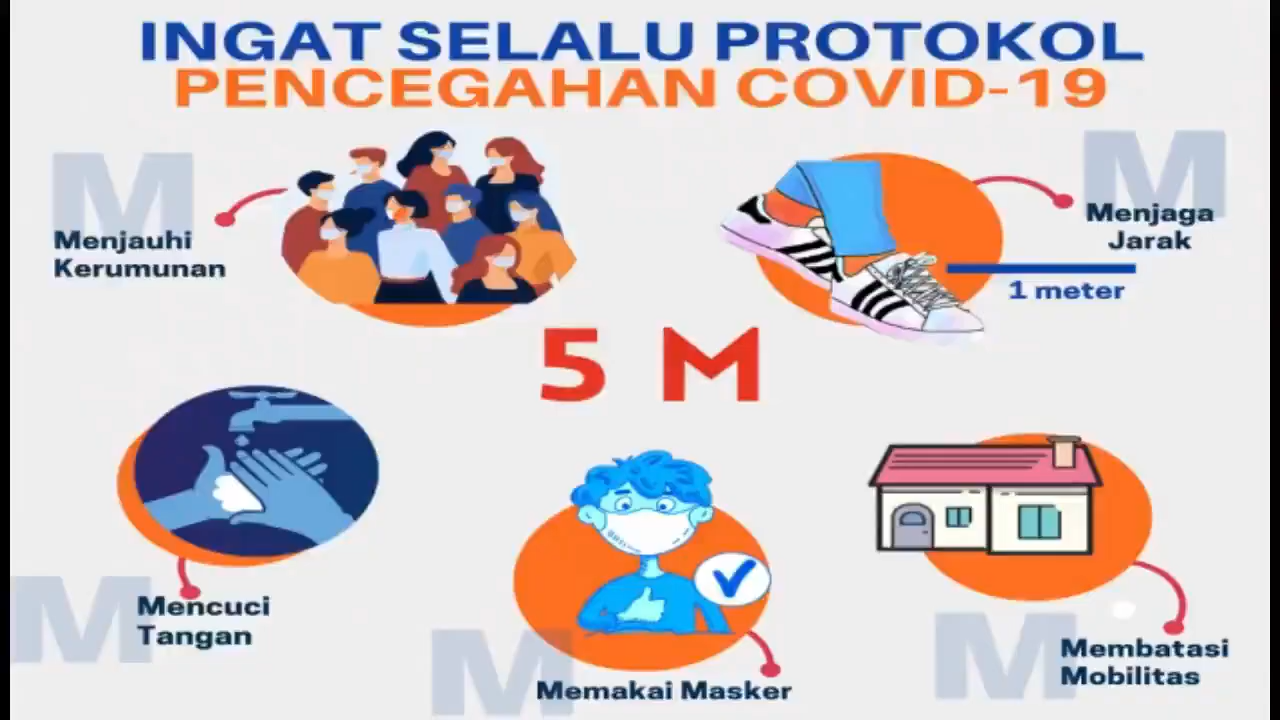 INGAT SELALU PROTOKOL
PENCEGAHAN COVID-19
M
Menjauhi
Kerumunan
M
Menjaga
Jarak
1 meter
5 M
M
Mencuci
Tangan
M
Memakai Masker
M
Membatasi
Mobilitas